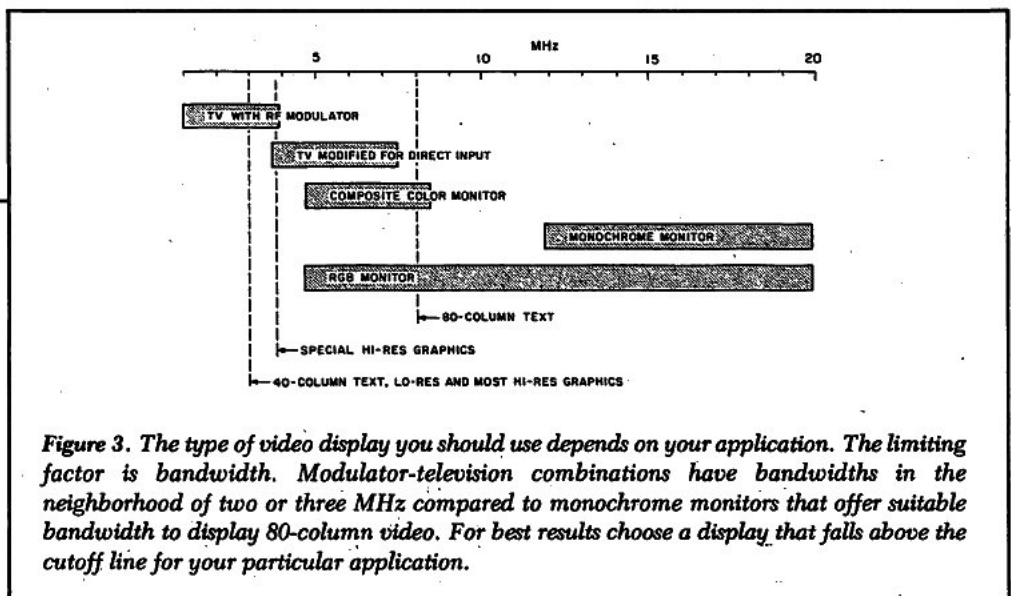 MHz
5 10 15 20
TV WITH RF MODULATOR
TV MODIFIED FOR DIRECT INPUT
COMPOSITE COLOR MONITOR
MONOCHROME MONITOR
RGB MONITOR
80-COLUMN TEXT
SPECIAL HI-RES GRAPHICS
40-COLUMN TEXT, LO-RES AND MOST HI-RES GRAPHICS
Figure 3. The type of video display you should use depends on your application. The limiting
factor is bandwidth. Modulator-television combinations have bandwidths in the
neighborhood of two or three MHz compared to monochrome monitors that offer suitable
bandwidth to display 80-column video. For best results choose a display that falls above the
cutoff line for your particular application.